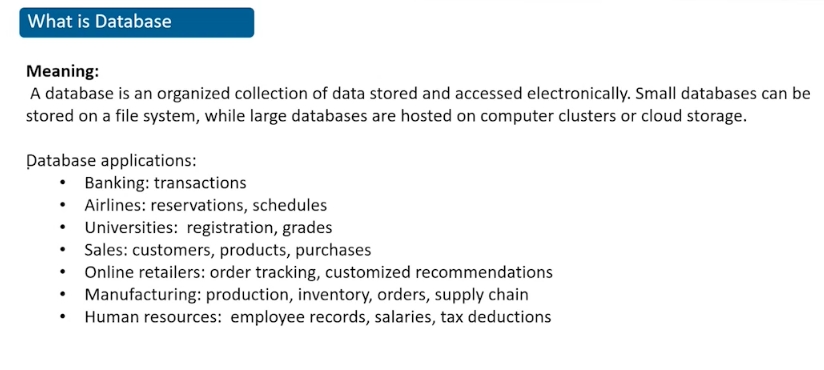 What is Database
Meaning:
A database is an organized collection of data stored and accessed electronically. Small databases can be
stored on a file system, while large databases are hosted on computer clusters or cloud storage.
Database applications:
• Banking: transactions
• Airlines: reservations, schedules
• Universities: registration, grades
• Sales: customers, products, purchases
• Online retailers: order tracking, customized recommendations
• Manufacturing: production, inventory, orders, supply chain
• Human resources: employee records, salaries, tax deductions